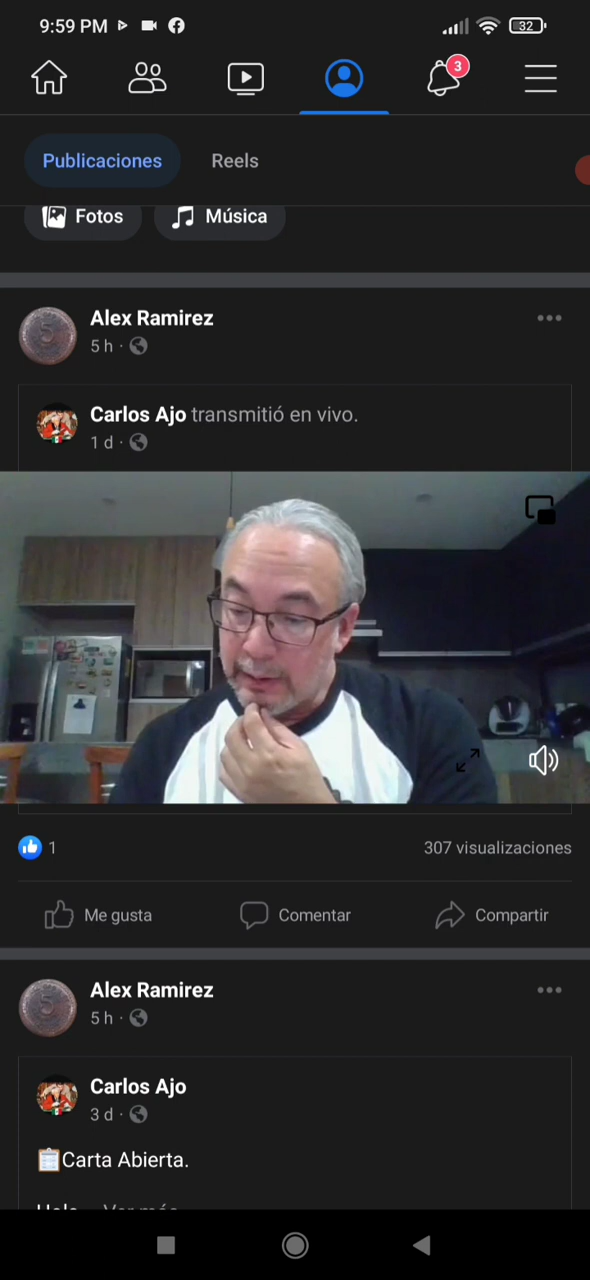 9:59 PM
32
3
Publicaciones
Reels
Fotos
Música
Alex Ramirez
5 h ·
Carlos Ajo transmitió en vivo.
1 d ·
1
307 visualizaciones
Me gusta
Comentar
Compartir
Alex Ramirez
5 h ·
Carlos Ajo
3 d ·
Carta Abierta.